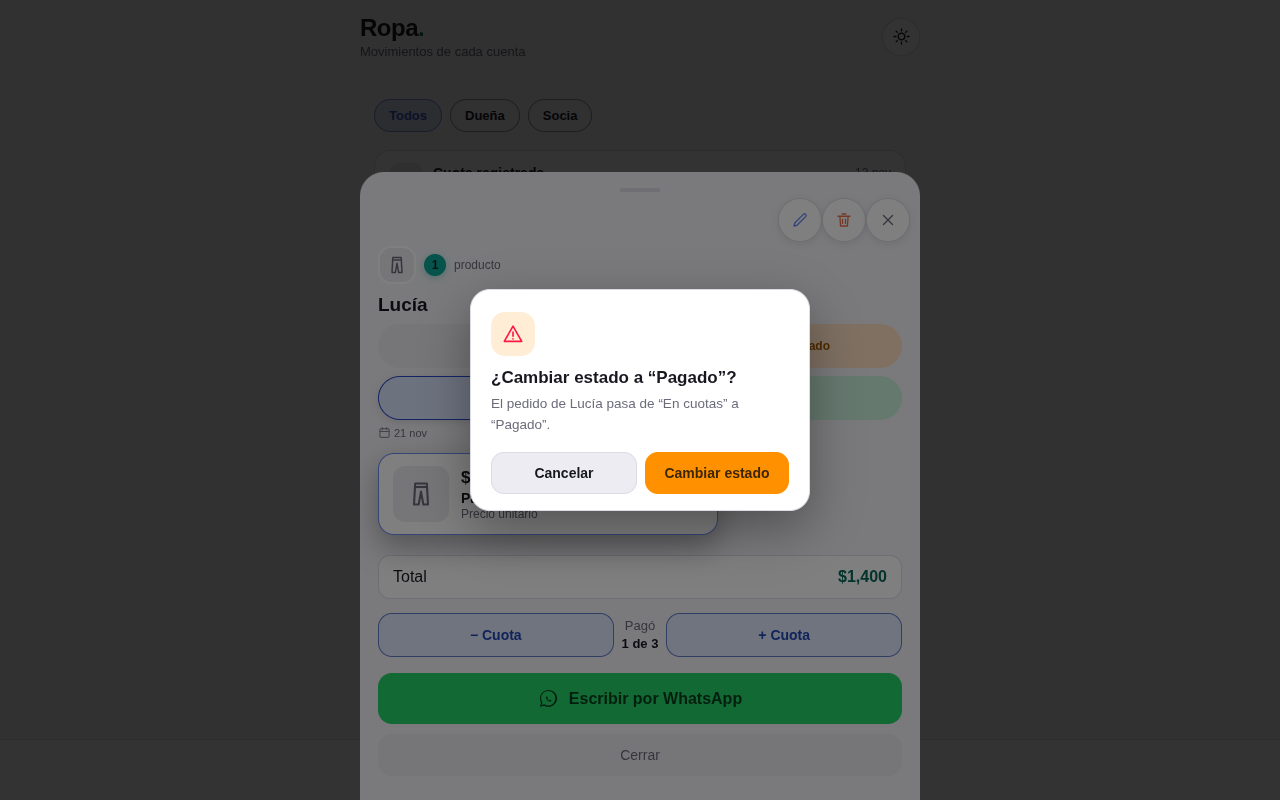 Ropa.
Movimientos de cada cuenta
Todos
Dueña
Socia
Cuota registrada
1
producto
Lucía
¿Cambiar estado a “Pagado”?
El pedido de Lucía pasa de “En cuotas” a
“Pagado”.
Cancelar
Cambiar estado
21 nov
$
Precio unitario
Total
$1,400
− Cuota
Pagó
1 de 3
+ Cuota
Escribir por WhatsApp
Cerrar